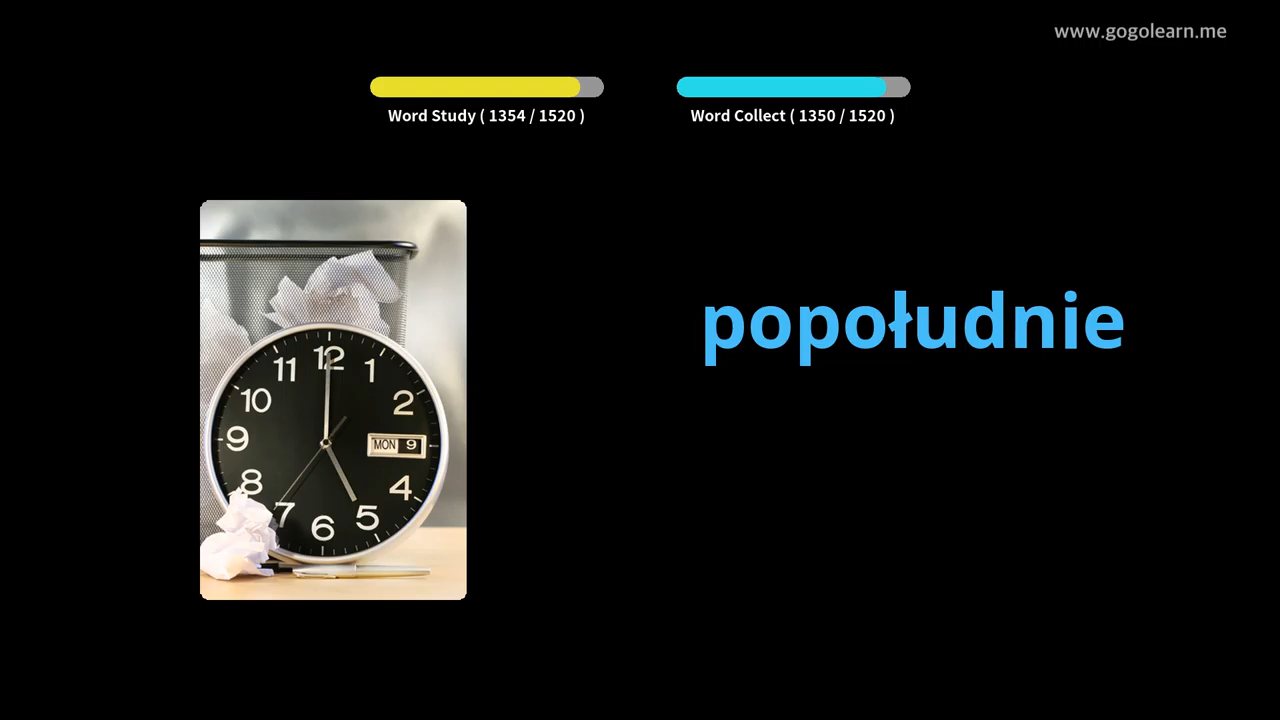 www.gogolearn.me
Word Study ( 1354 / 1520 )
Word Collect ( 1350 / 1520 )
popołudnie
12
11
1
10
2
9
MON 9
8
4
7
5
6